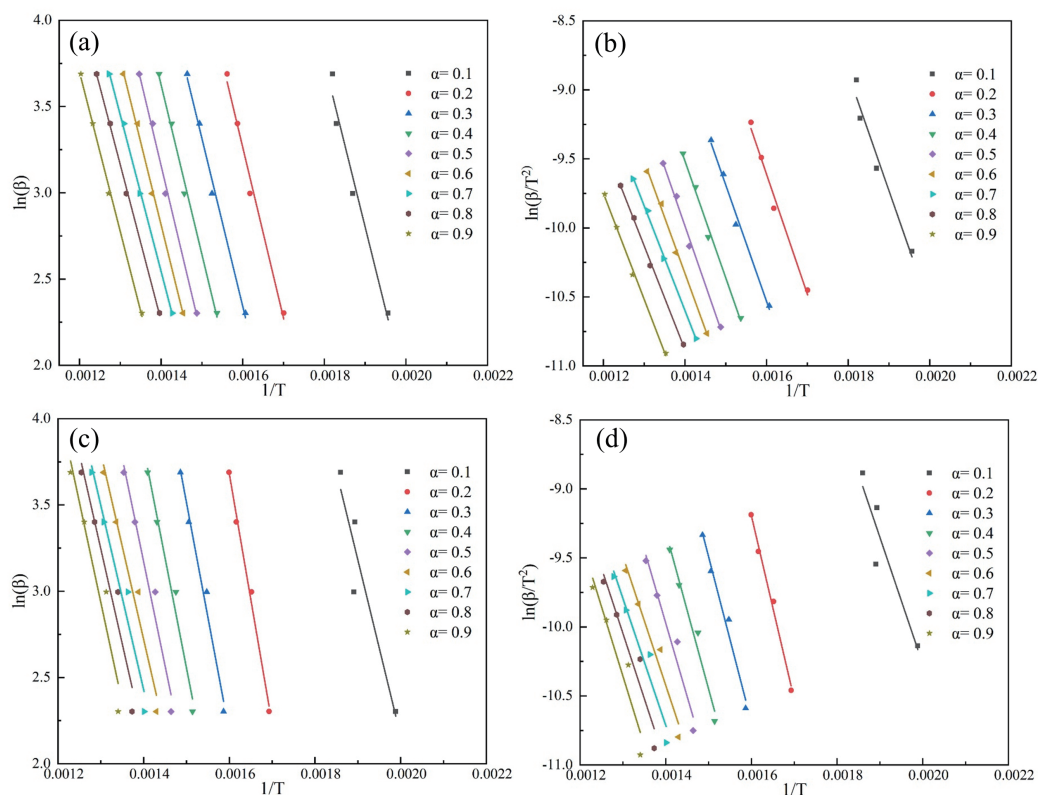 (a)
4.0
3.5
3.0
2.5
2.0
ln(β)
0.0012 0.0014 0.0016 0.0018 0.0020 0.0022
1/T
α= 0.1
α= 0.2
α= 0.3
α= 0.4
α= 0.5
α= 0.6
α= 0.7
α= 0.8
α= 0.9
(b)
-8.5
-9.0
-9.5
-10.0
-10.5
-11.0
ln(β/T²)
0.0012 0.0014 0.0016 0.0018 0.0020 0.0022
1/T
α= 0.1
α= 0.2
α= 0.3
α= 0.4
α= 0.5
α= 0.6
α= 0.7
α= 0.8
α= 0.9
(c)
4.0
3.5
3.0
2.5
2.0
ln(β)
0.0012 0.0014 0.0016 0.0018 0.0020 0.0022
1/T
α= 0.1
α= 0.2
α= 0.3
α= 0.4
α= 0.5
α= 0.6
α= 0.7
α= 0.8
α= 0.9
(d)
-8.5
-9.0
-9.5
-10.0
-10.5
-11.0
ln(β/T²)
0.0012 0.0014 0.0016 0.0018 0.0020 0.0022
1/T
α= 0.1
α= 0.2
α= 0.3
α= 0.4
α= 0.5
α= 0.6
α= 0.7
α= 0.8
α= 0.9